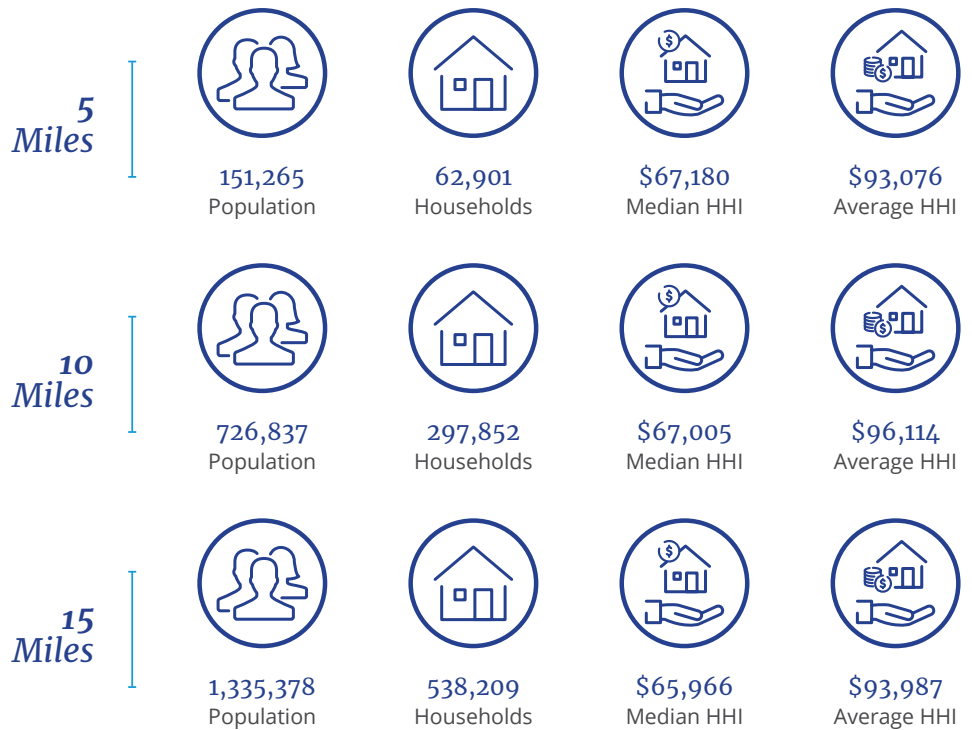 5
Miles
151,265
Population
62,901
Households
$67,180
Median HHI
$93,076
Average HHI
10
Miles
726,837
Population
297,852
Households
$67,005
Median HHI
$96,114
Average HHI
15
Miles
1,335,378
Population
538,209
Households
$65,966
Median HHI
$93,987
Average HHI